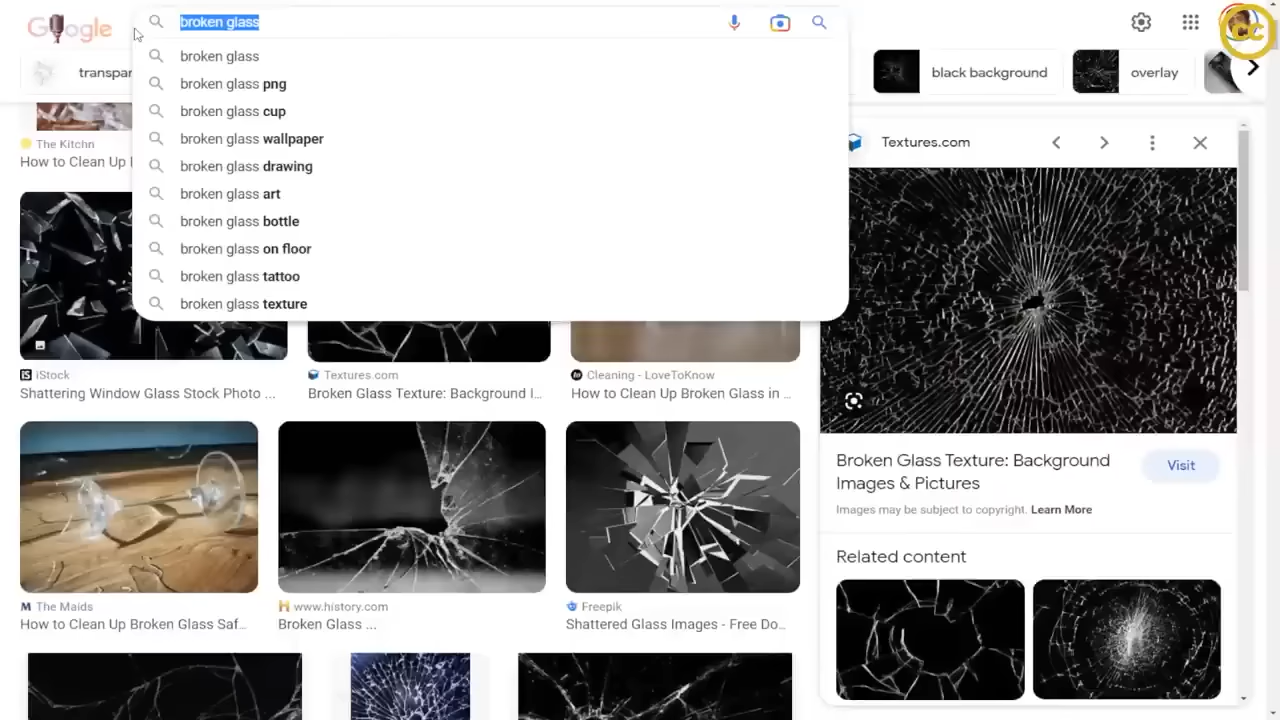 Google
broken glass
broken glass
broken glass png
broken glass cup
broken glass wallpaper
broken glass drawing
broken glass art
broken glass bottle
broken glass on floor
broken glass tattoo
broken glass texture
transpar
black background
overlay
CC
The Kitchn
How to Clean Up
Textures.com
iStock
Shattering Window Glass Stock Photo ...
Textures.com
Broken Glass Texture: Background I...
Cleaning - LoveToKnow
How to Clean Up Broken Glass in ...
Broken Glass Texture: Background
Images & Pictures
Visit
Images may be subject to copyright. Learn More
Related content
The Maids
How to Clean Up Broken Glass Saf...
www.history.com
Broken Glass ...
Freepik
Shattered Glass Images - Free Do...